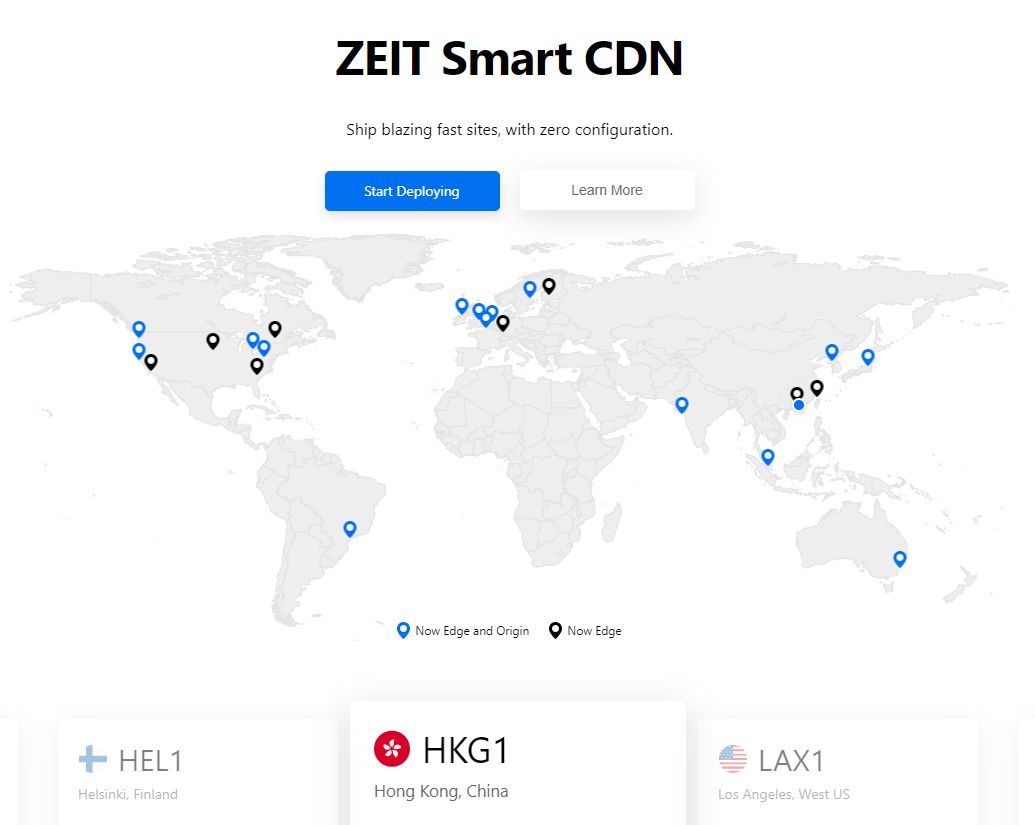 ZEIT Smart CDN
Ship blazing fast sites, with zero configuration.
Start Deploying
Learn More
Now Edge and Origin
Now Edge
HEL1
Helsinki, Finland
HKG1
Hong Kong, China
LAX1
Los Angeles, West US